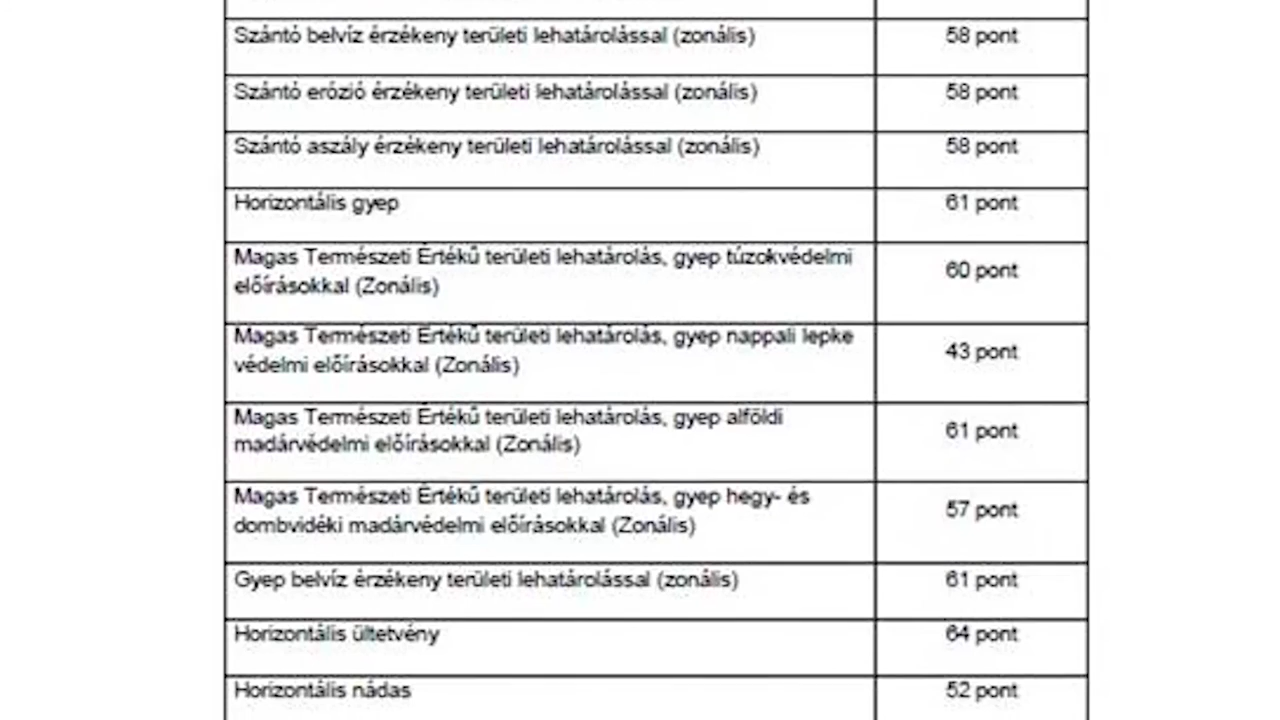 Szántó belvíz érzékeny területi lehatárolással (zonális) 58 pont
Szántó erózió érzékeny területi lehatárolással (zonális) 58 pont
Szántó aszály érzékeny területi lehatárolással (zonális) 58 pont
Horizontális gyep 61 pont
Magas Természeti Értékű területi lehatárolás, gyep túzokvédelmi
előírásokkal (Zonális) 60 pont
Magas Természeti Értékű területi lehatárolás, gyep nappali lepke
védelmi előírásokkal (Zonális) 43 pont
Magas Természeti Értékű területi lehatárolás, gyep alföldi
madárvédelmi előírásokkal (Zonális) 61 pont
Magas Természeti Értékű területi lehatárolás, gyep hegy- és
dombvidéki madárvédelmi előírásokkal (Zonális) 57 pont
Gyep belvíz érzékeny területi lehatárolással (zonális) 61 pont
Horizontális ültetvény 64 pont
Horizontális nádas 52 pont